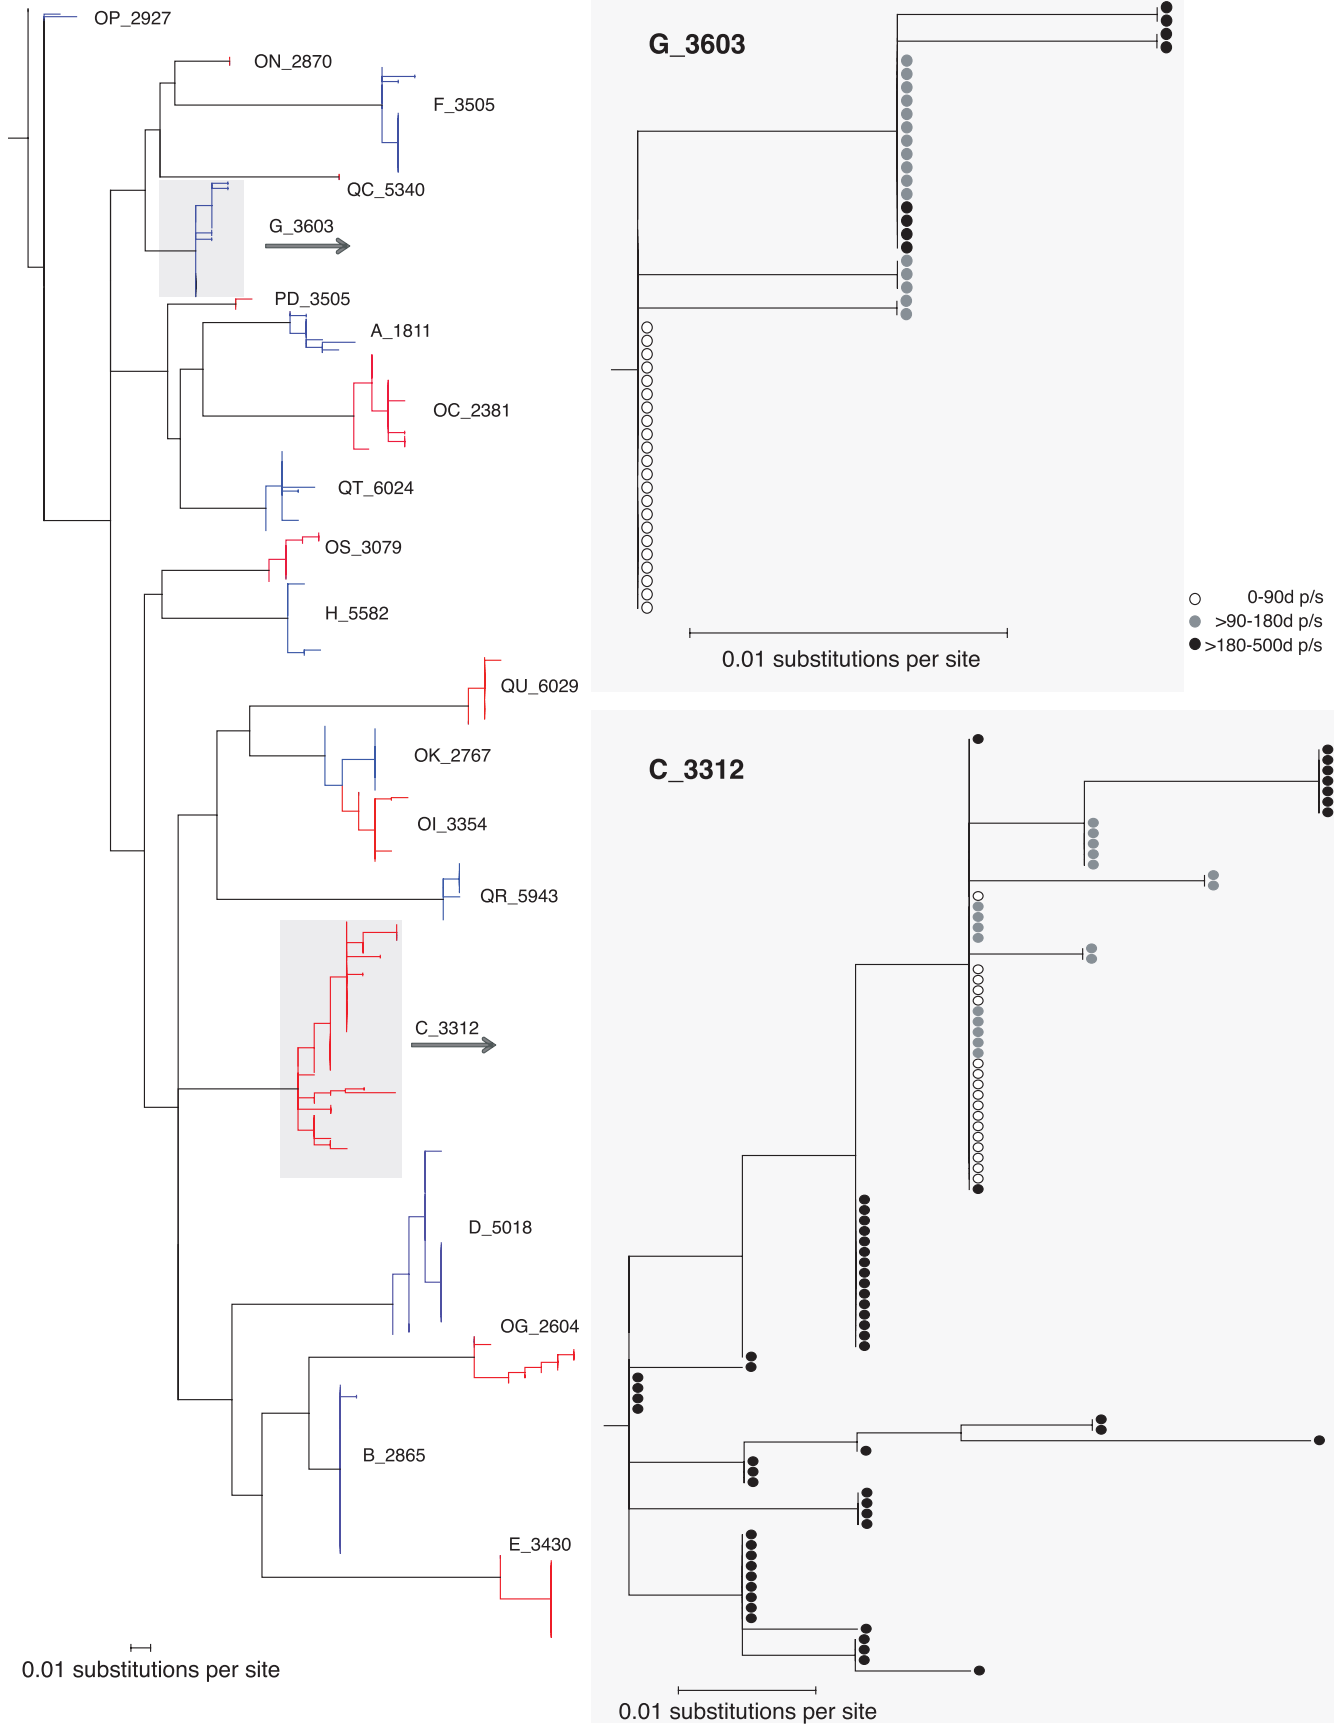 OP_2927
ON_2870
F_3505
QC_5340
G_3603
PD_3505
A_1811
OC_2381
QT_6024
OS_3079
H_5582
QU_6029
OK_2767
OI_3354
QR_5943
C_3312
D_5018
OG_2604
B_2865
E_3430
0.01 substitutions per site
G_3603
0.01 substitutions per site
0-90d p/s
>90-180d p/s
>180-500d p/s
C_3312
0.01 substitutions per site